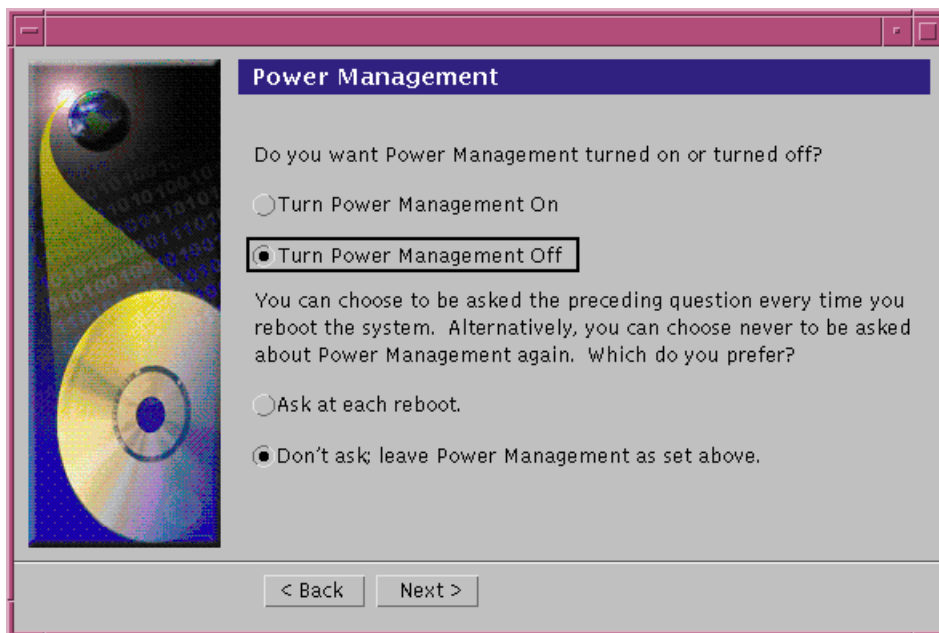 Power Management
Do you want Power Management turned on or turned off?
Turn Power Management On
Turn Power Management Off
You can choose to be asked the preceding question every time you
reboot the system.  Alternatively, you can choose never to be asked
about Power Management again.  Which do you prefer?
Ask at each reboot.
Don't ask; leave Power Management as set above.
< Back
Next >